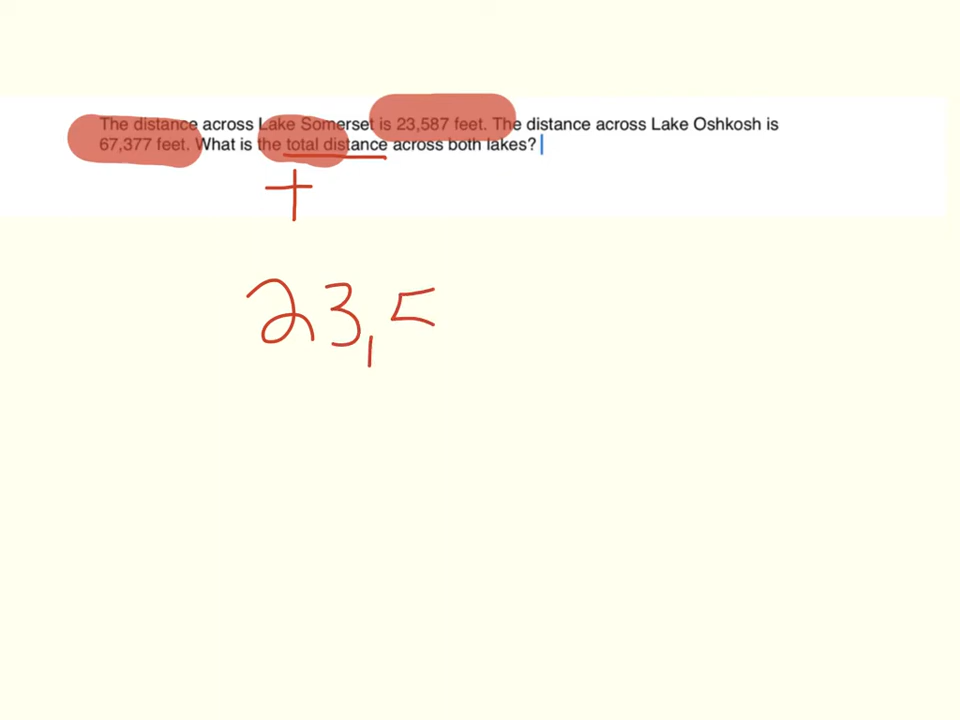 The distance across Lake Somerset is 23,587 feet. The distance across Lake Oshkosh is
67,377 feet. What is the total distance across both lakes?
+
23,5